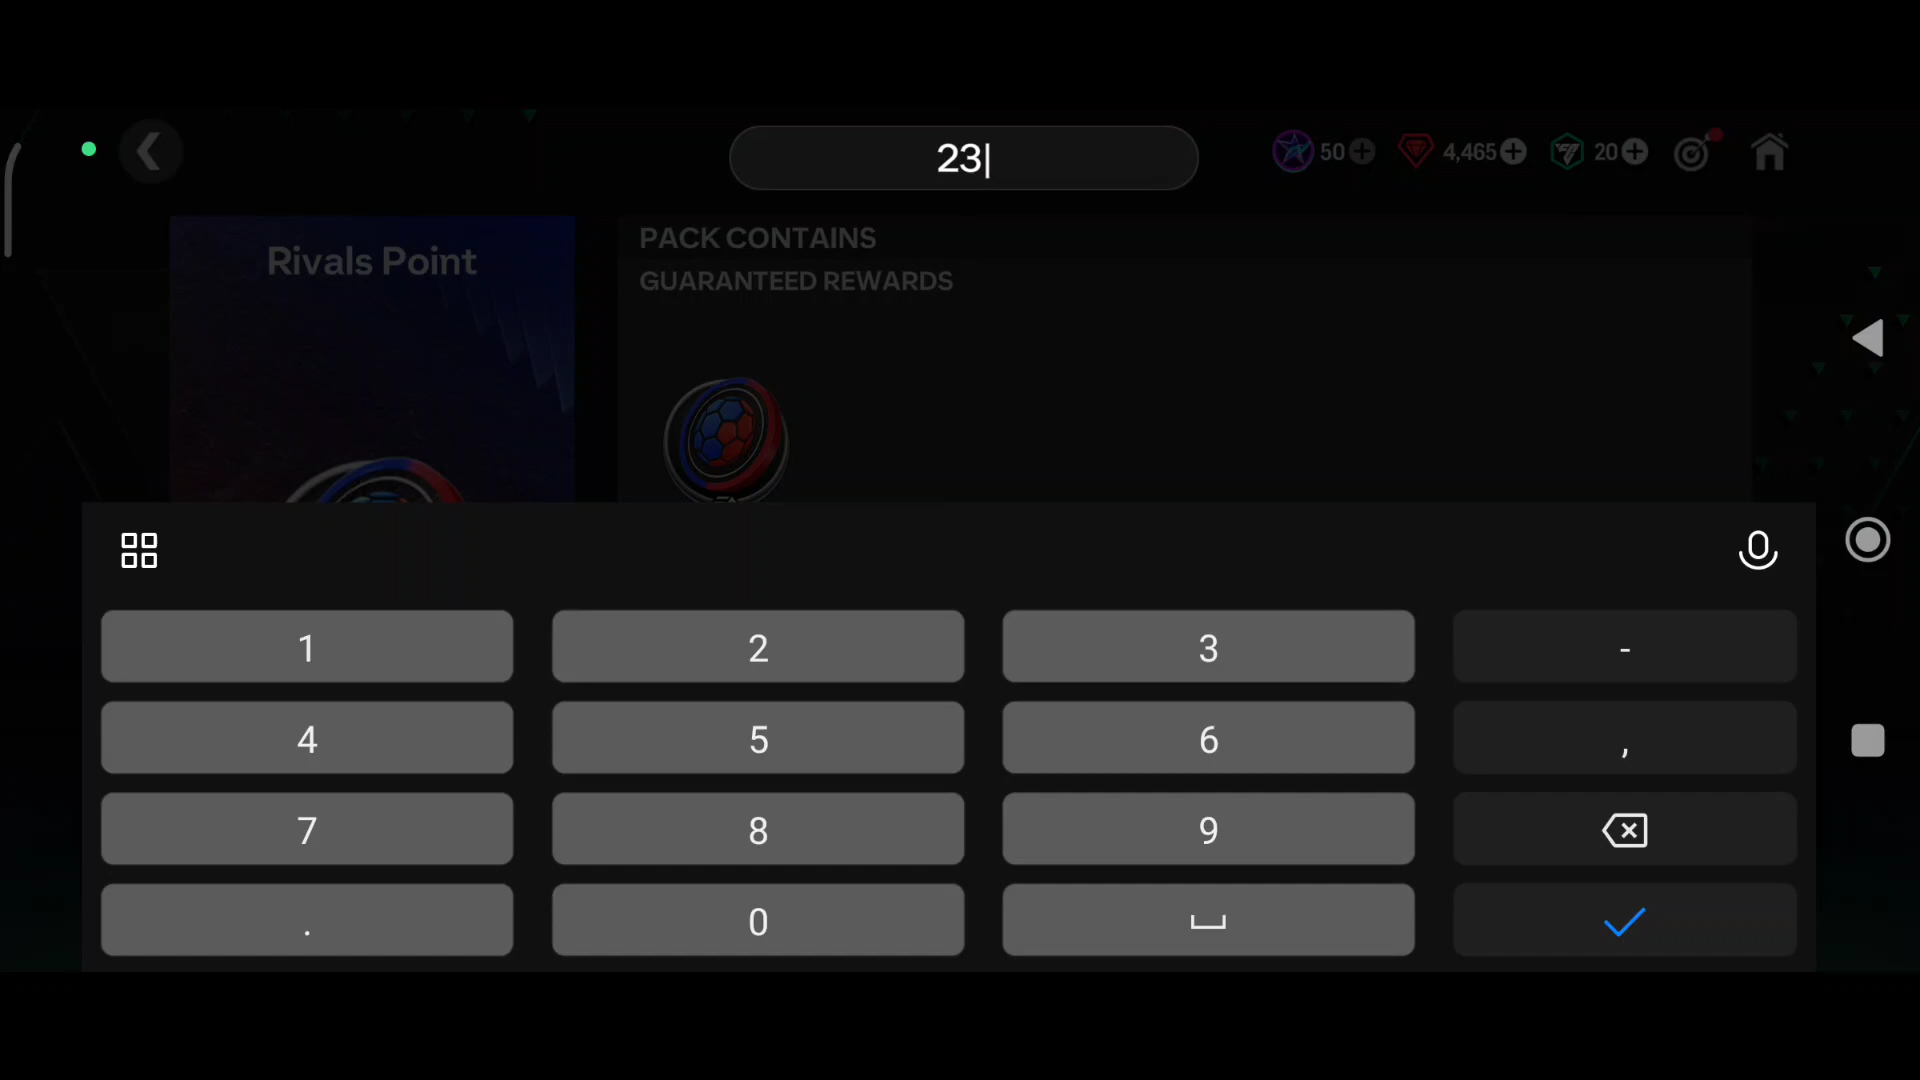 23
50
4,465
20
Rivals Point
PACK CONTAINS
GUARANTEED REWARDS
1 2 3 -
4 5 6 ,
7 8 9
. 0